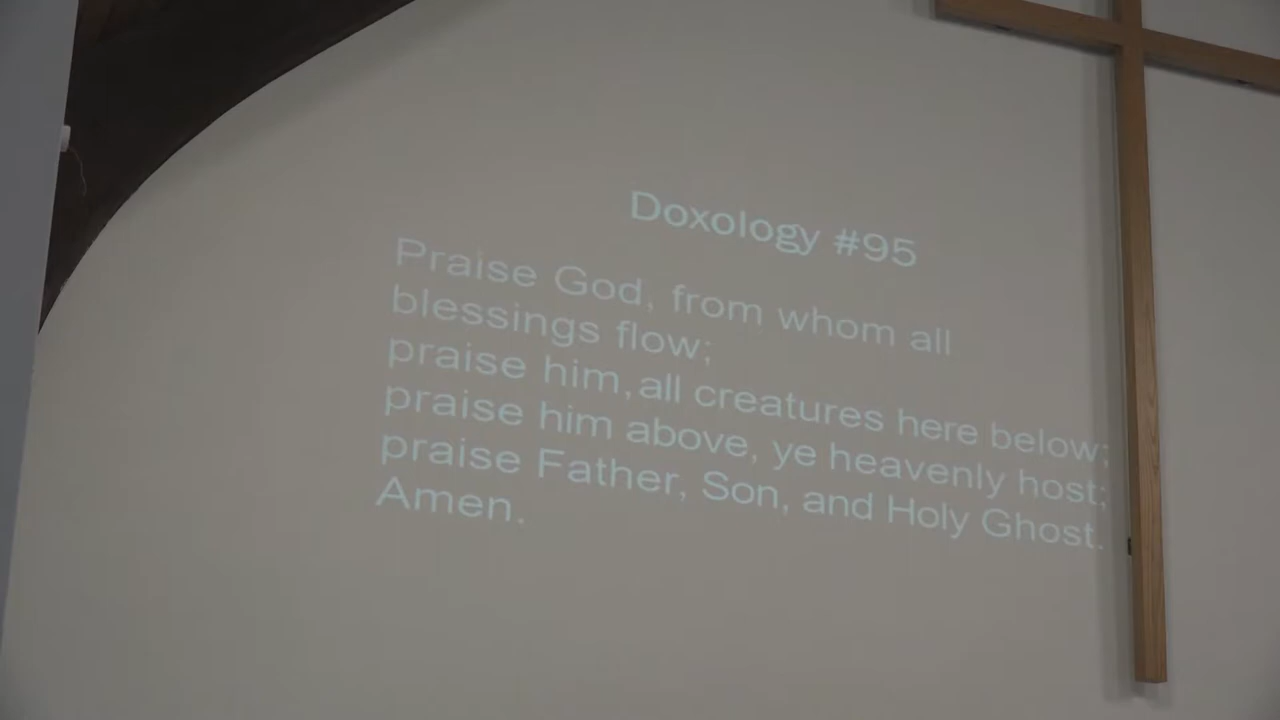 Doxology #95
Praise God, from whom all
blessings flow;
praise him, all creatures here below;
praise him above, ye heavenly host;
praise Father, Son, and Holy Ghost.
Amen.